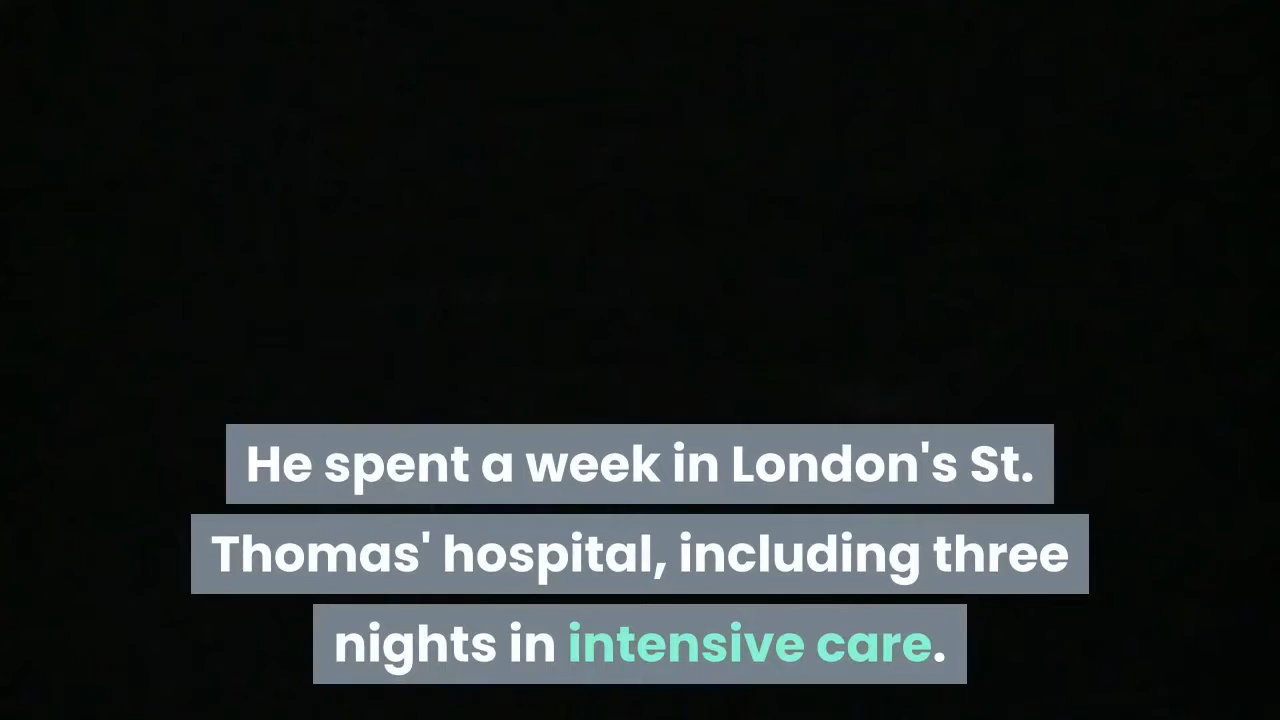 He spent a week in London's St.
Thomas' hospital, including three
nights in intensive care.